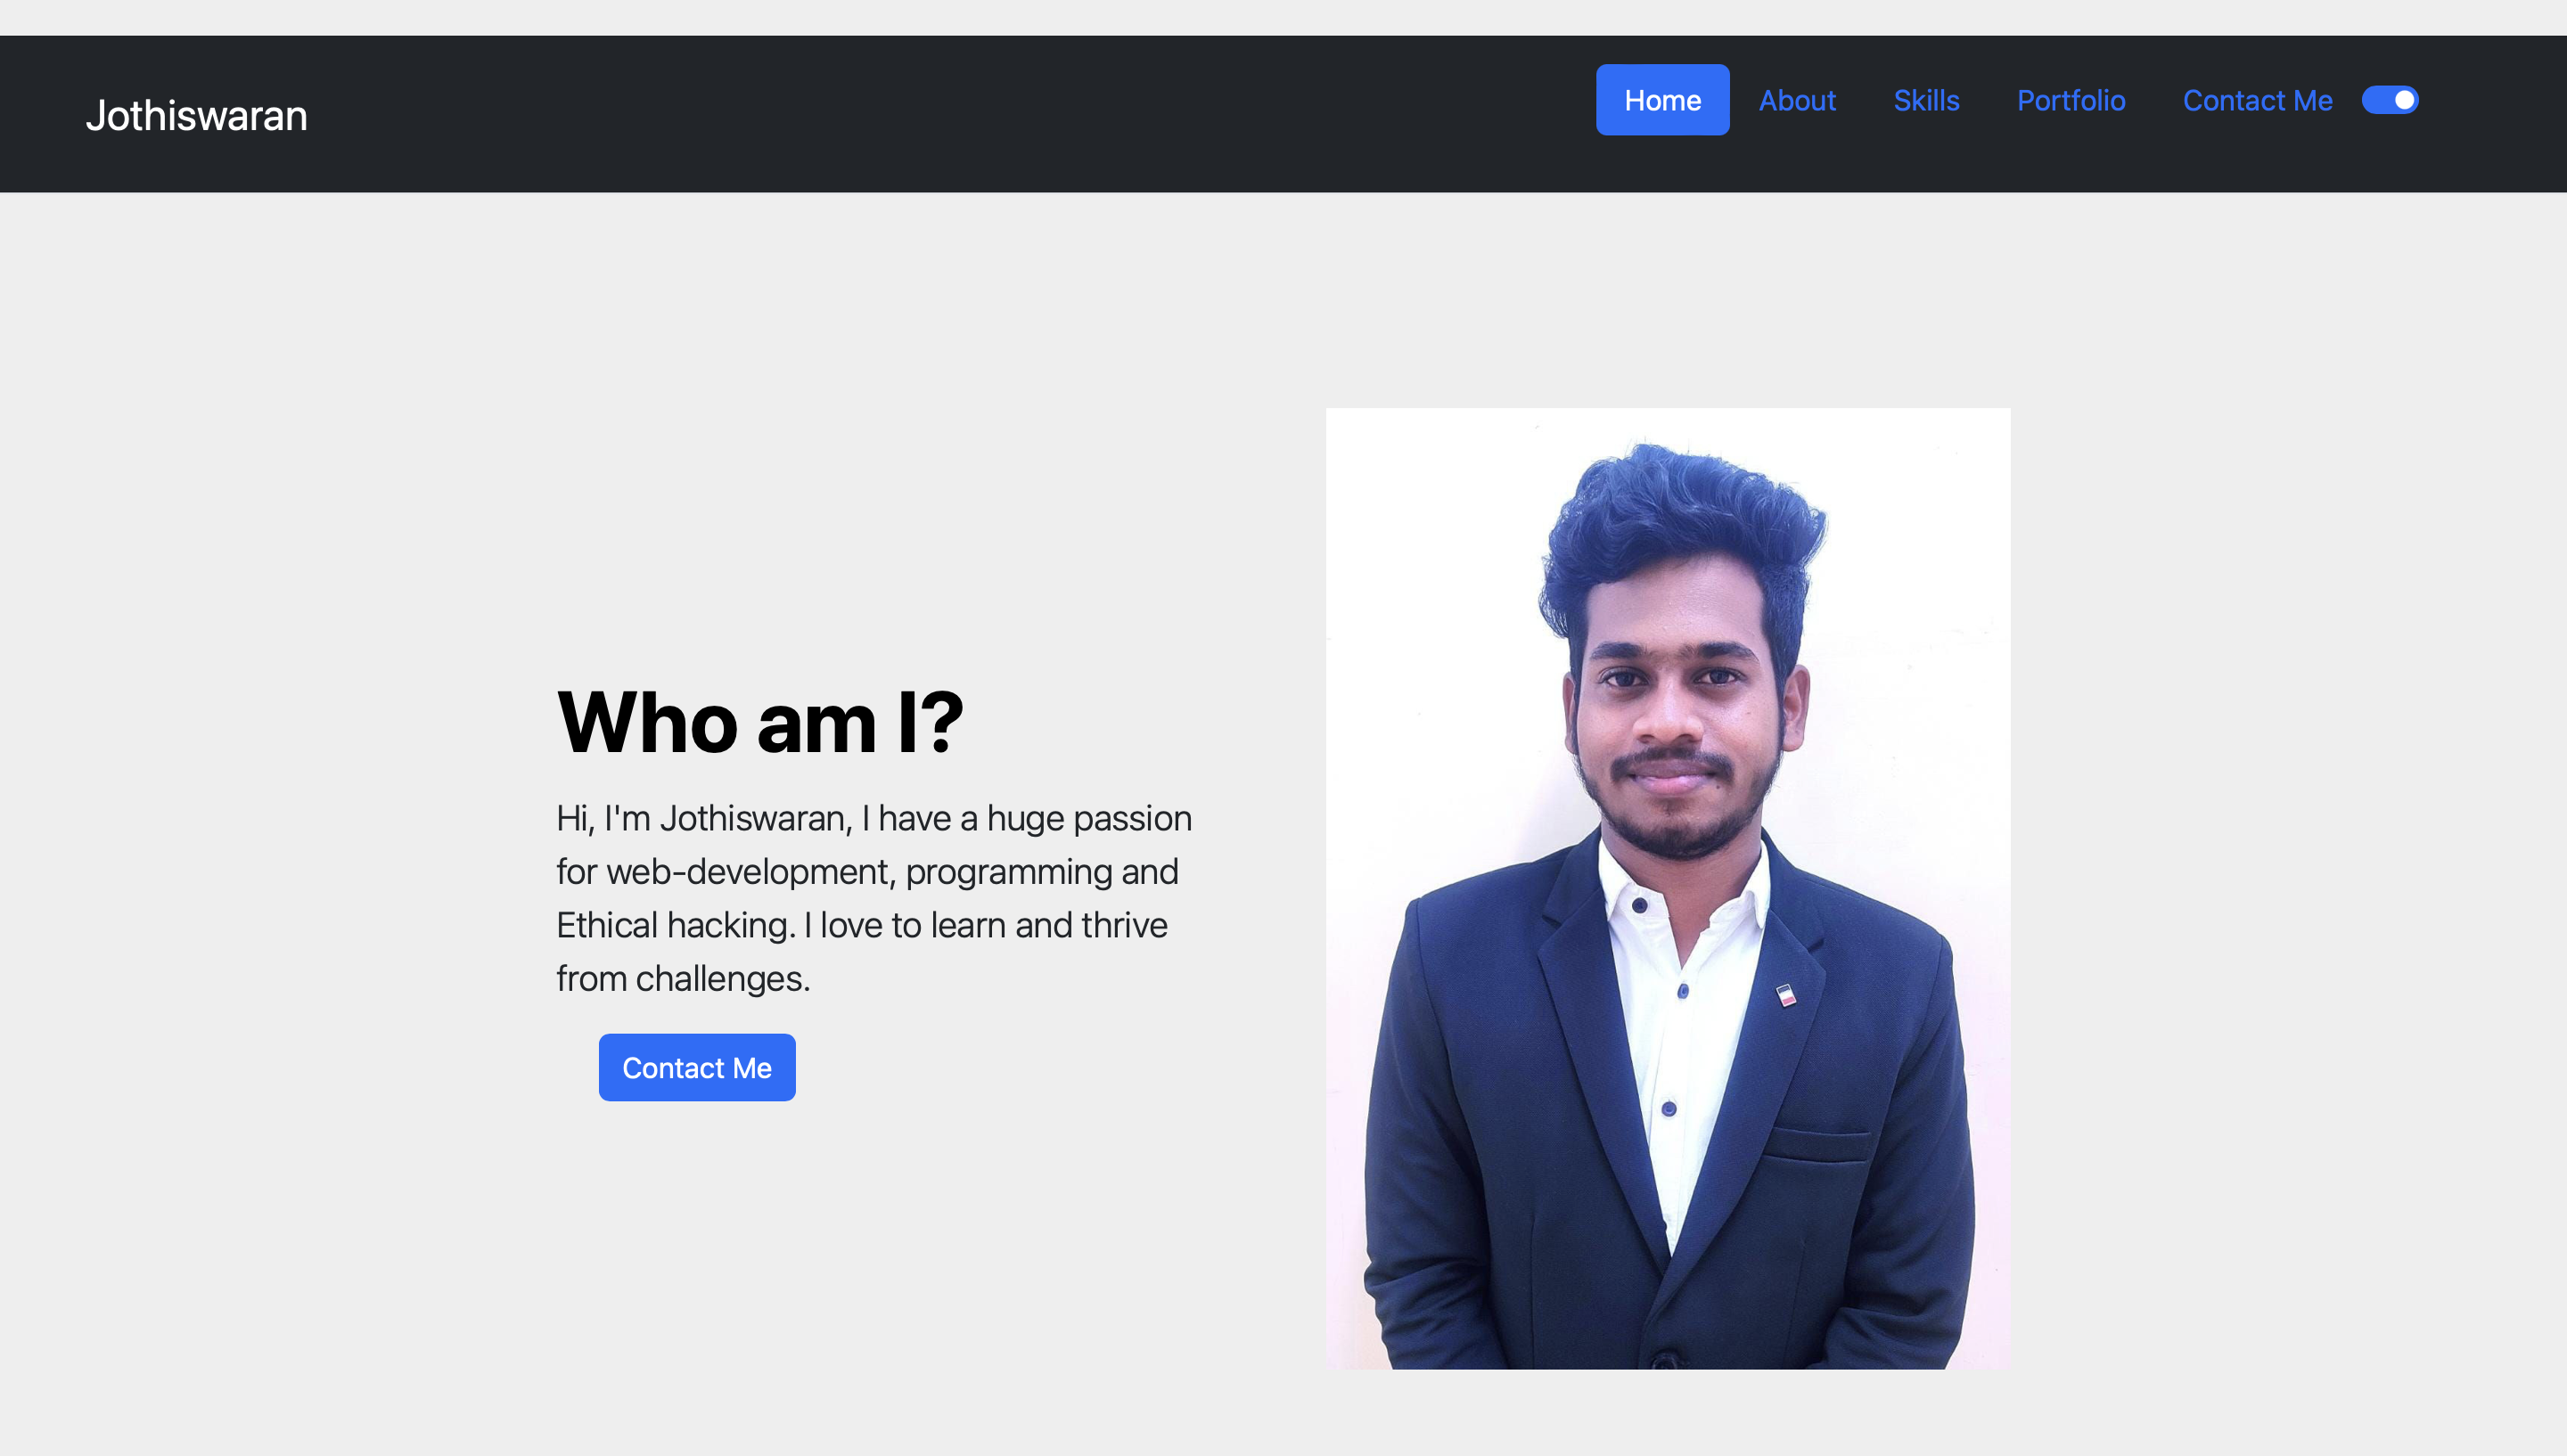 Jothiswaran
Home About Skills Portfolio Contact Me
Who am I?
Hi, I'm Jothiswaran, I have a huge passion
for web-development, programming and
Ethical hacking. I love to learn and thrive
from challenges.
Contact Me